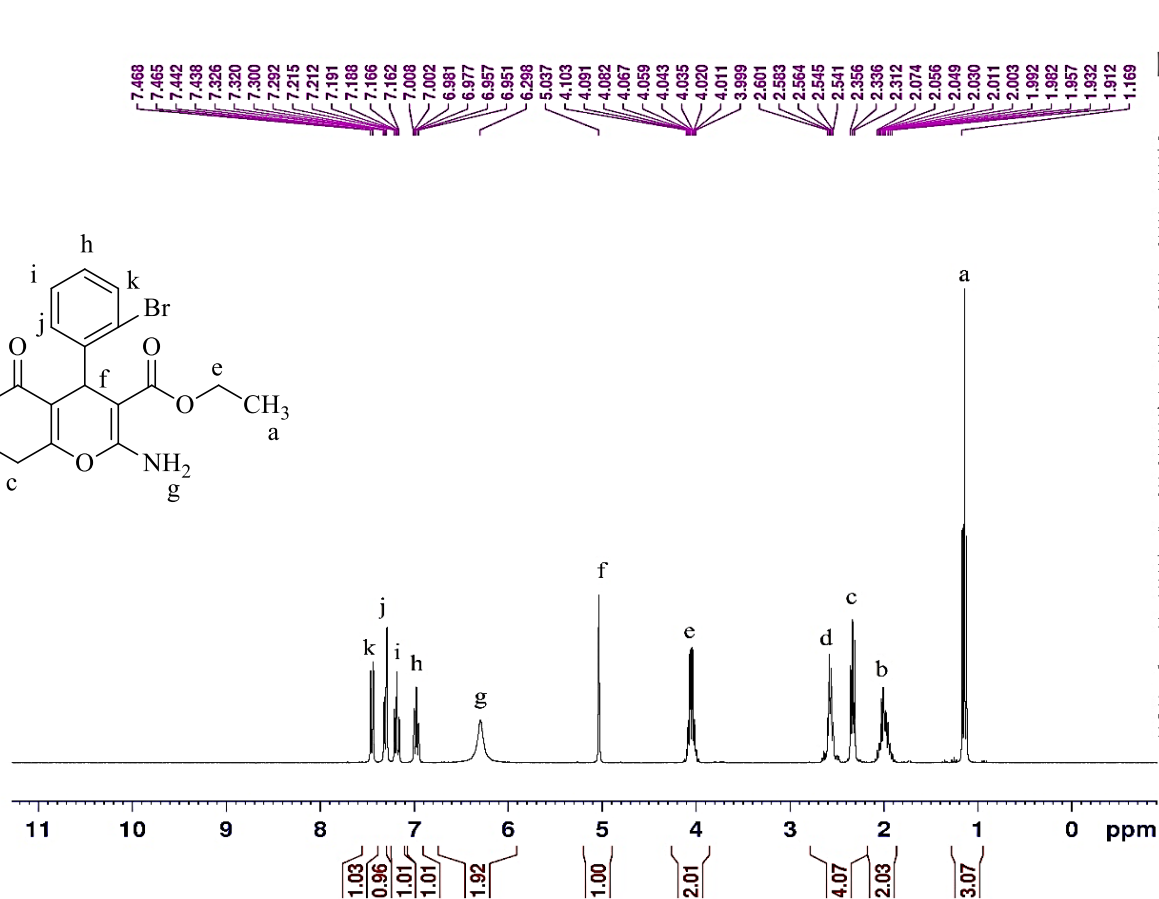 7.468 7.465 7.442 7.438 7.326 7.320 7.300 7.292 7.215 7.212 7.191 7.188 7.166 7.162 7.008 7.002 6.981 6.977 6.957 6.951 6.298 5.037 4.103 4.091 4.082 4.067 4.059 4.043 4.035 4.020 4.011 3.999 2.601 2.583 2.564 2.545 2.541 2.356 2.336 2.312 2.074 2.056 2.049 2.030 2.011 2.003 1.992 1.982 1.957 1.932 1.912 1.169
h
i
k
Br
j
O
O
f
e
O
CH3
a
O
NH2
c
g
a
f
j
c
k
i
h
e
d
b
g
11 10 9 8 7 6 5 4 3 2 1 0 ppm
1.03 0.96 1.01 1.01 1.92 1.00 2.01 4.07 2.03 3.07